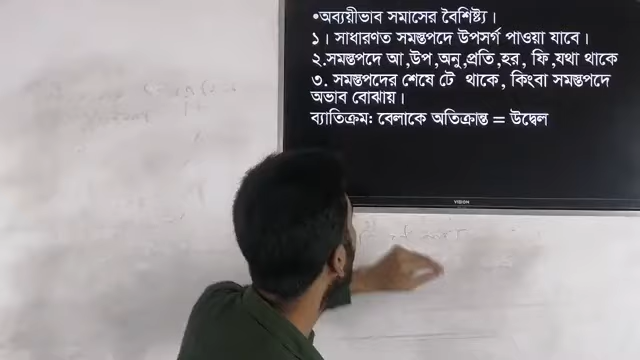 •অব্যয়ীভাব সমাসের বৈশিষ্ট্য।
১। সাধারণত সমস্তপদে উপসর্গ পাওয়া যাবে।
২.সমস্তপদে আ,উপ,অনু,প্রতি,হর, ফি,যথা থাকে
৩. সমস্তপদের শেষে টে থাকে, কিংবা সমস্তপদে
অভাব বোঝায়।
ব্যাতিক্রমঃ বেলাকে অতিক্রান্ত = উদ্বেল
VISION